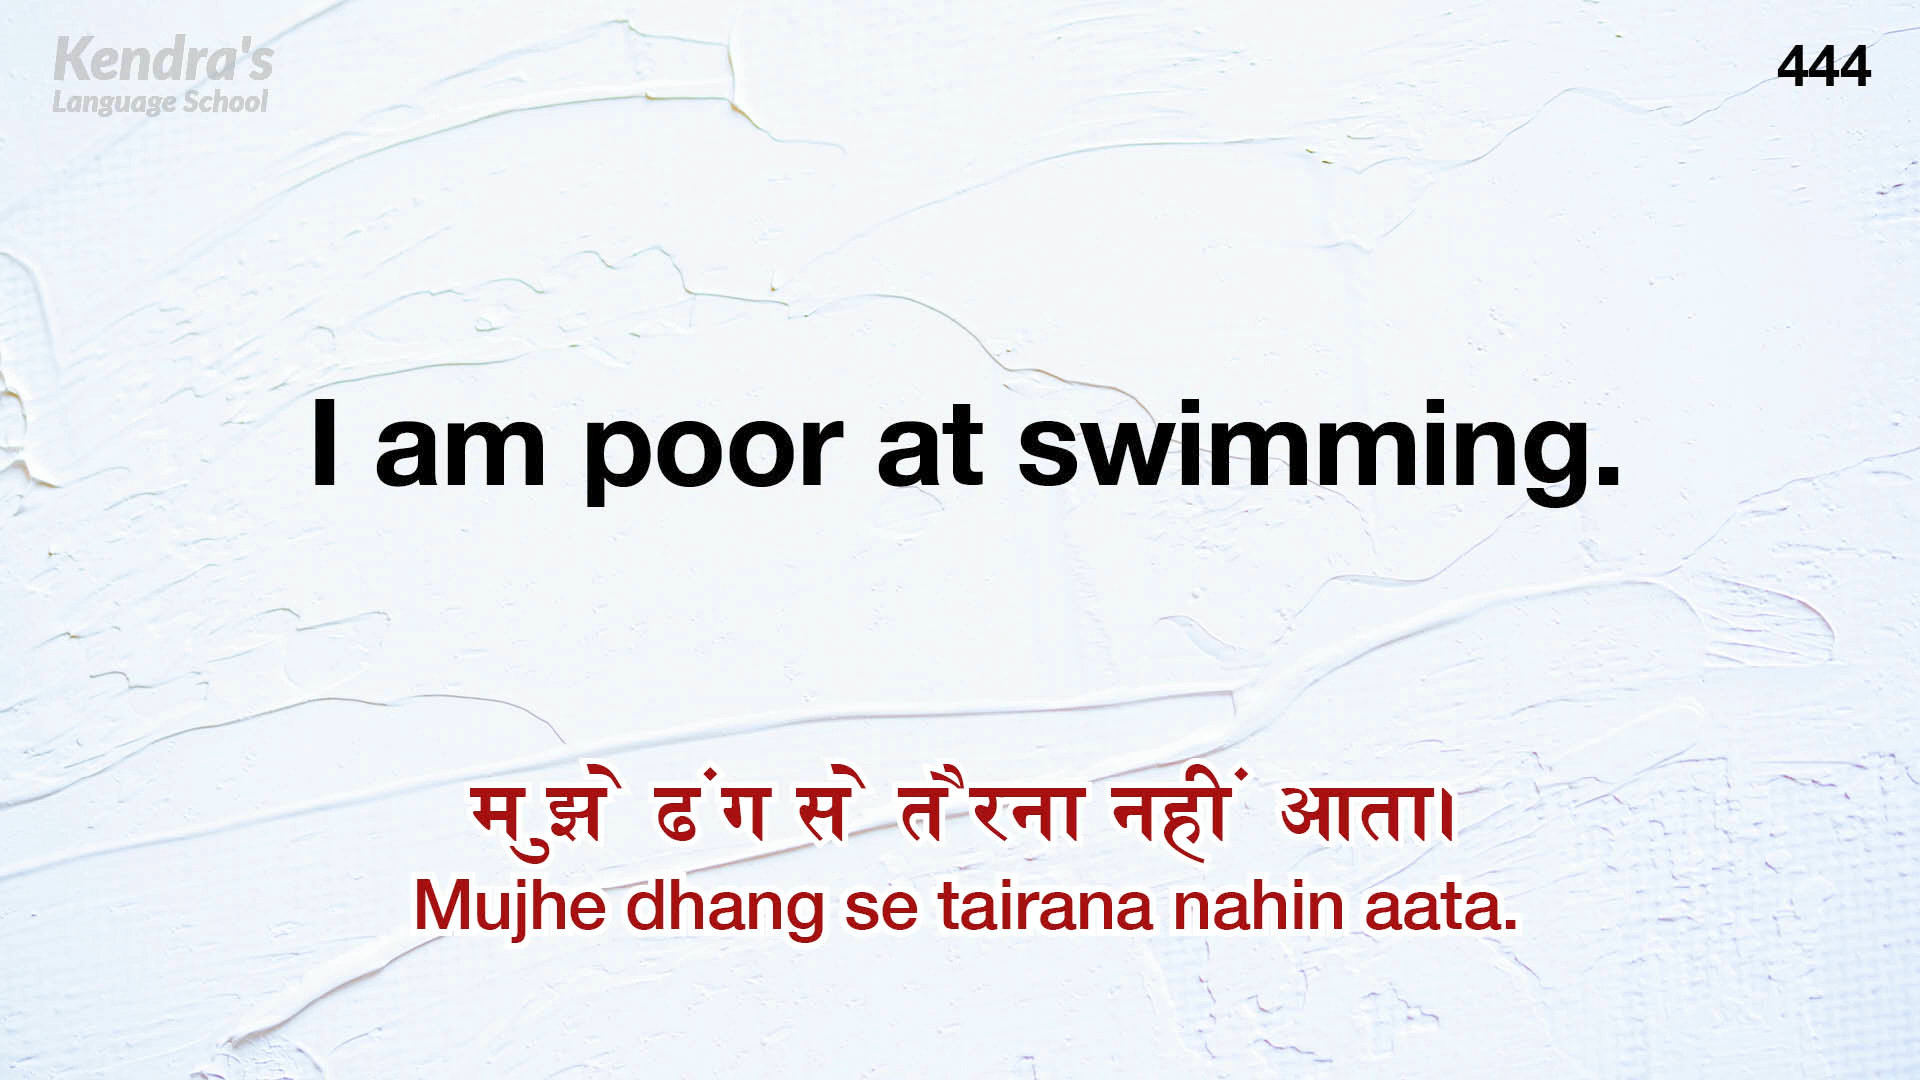 Kendra's
Language School
444
I am poor at swimming.
मुझे ढंग से तैरना नहीं आता।
Mujhe dhang se tairana nahin aata.